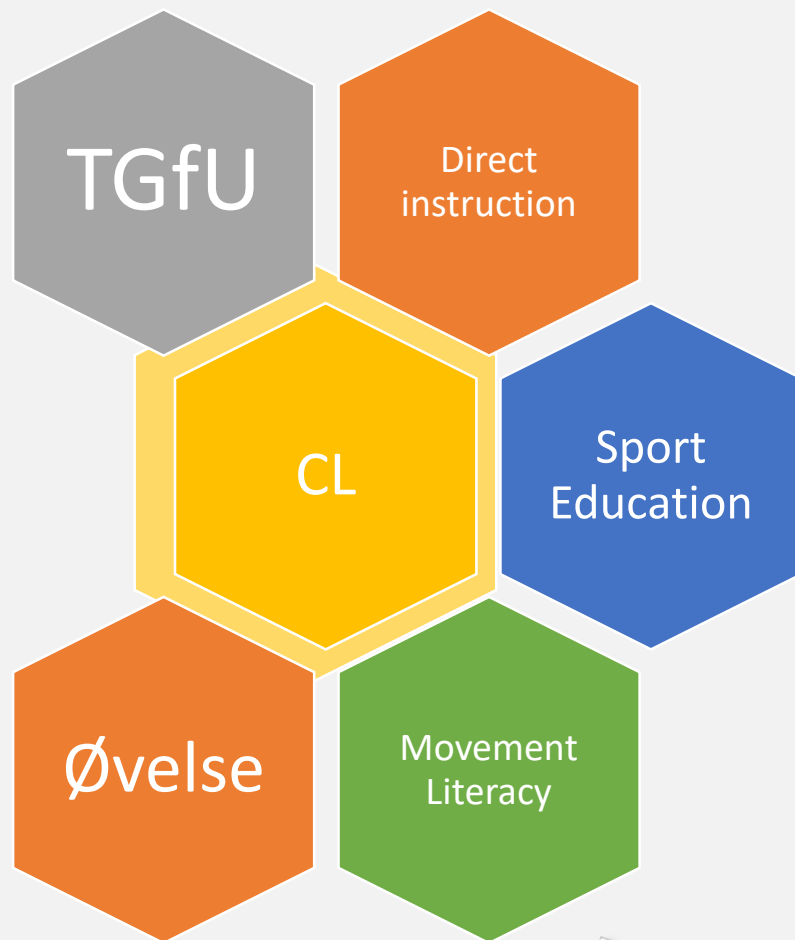 TGfU
Direct
instruction
CL
Sport
Education
Øvelse
Movement
Literacy